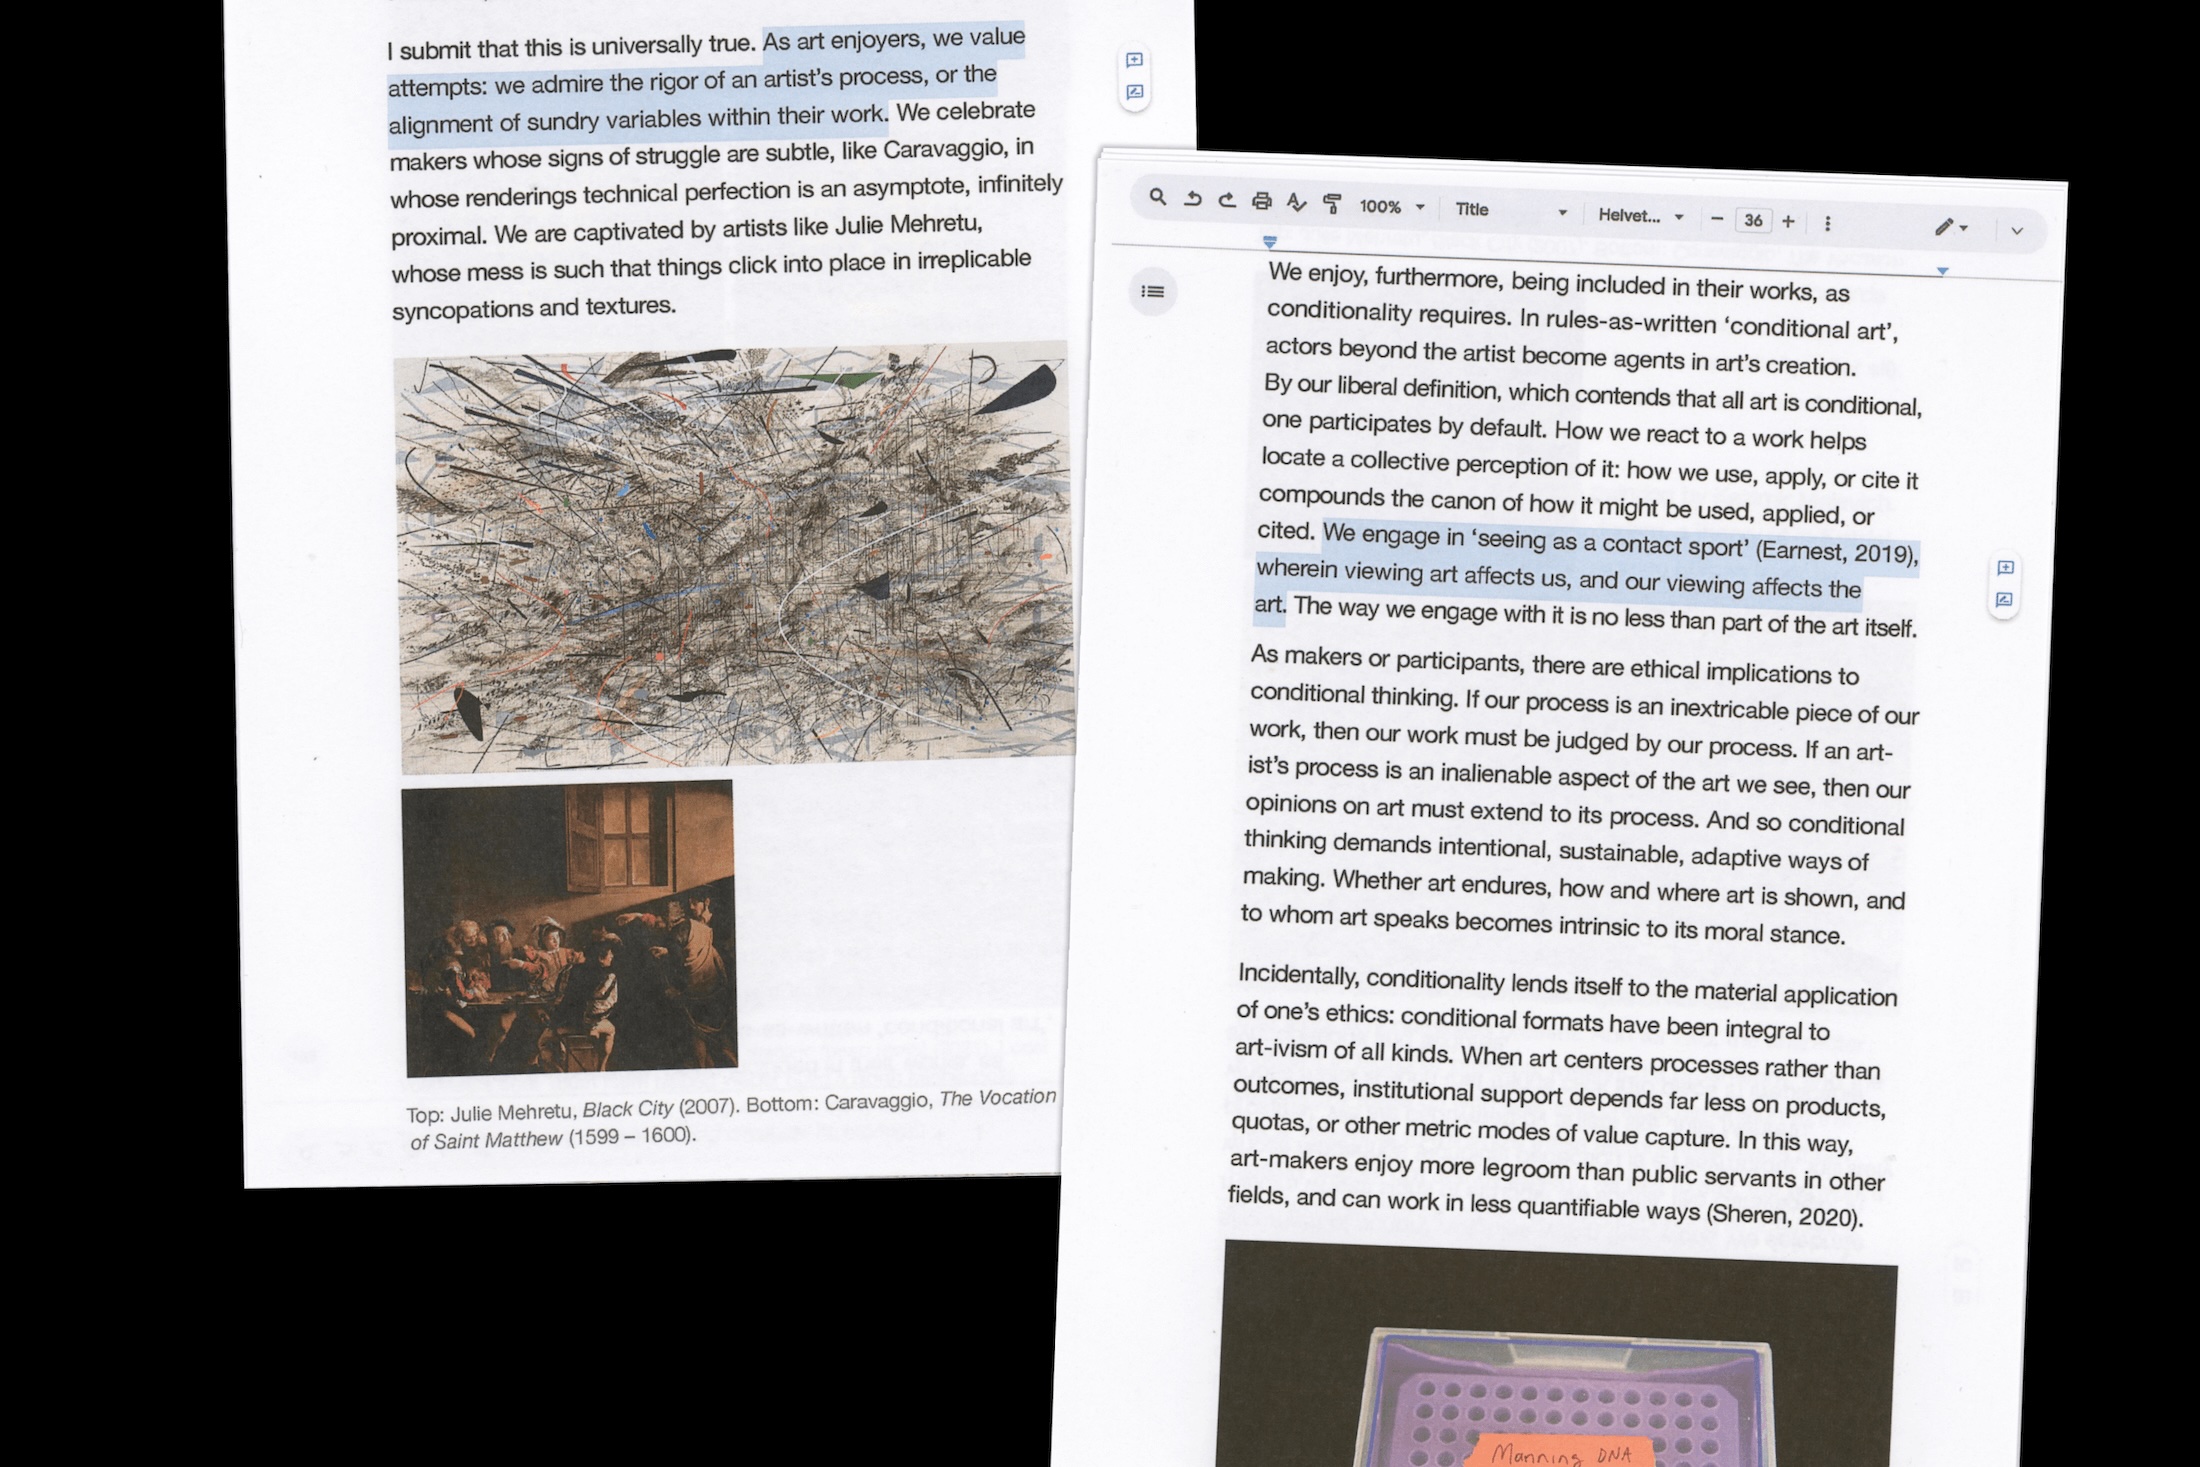 I submit that this is universally true. As art enjoyers, we value
attempts: we admire the rigor of an artist's process, or the
alignment of sundry variables within their work. We celebrate
makers whose signs of struggle are subtle, like Caravaggio, in
whose renderings technical perfection is an asymptote, infinitely
proximal. We are captivated by artists like Julie Mehretu,
whose mess is such that things click into place in irreplicable
syncopations and textures.
Top: Julie Mehretu, Black City (2007). Bottom: Caravaggio, The Vocation
of Saint Matthew (1599 – 1600).
100% Title Helvet... − 36 +
We enjoy, furthermore, being included in their works, as
conditionality requires. In rules-as-written ‘conditional art’,
actors beyond the artist become agents in art's creation.
By our liberal definition, which contends that all art is conditional,
one participates by default. How we react to a work helps
locate a collective perception of it: how we use, apply, or cite it
compounds the canon of how it might be used, applied, or
cited. We engage in ‘seeing as a contact sport’ (Earnest, 2019),
wherein viewing art affects us, and our viewing affects the
art. The way we engage with it is no less than part of the art itself.
As makers or participants, there are ethical implications to
conditional thinking. If our process is an inextricable piece of our
work, then our work must be judged by our process. If an art-
ist's process is an inalienable aspect of the art we see, then our
opinions on art must extend to its process. And so conditional
thinking demands intentional, sustainable, adaptive ways of
making. Whether art endures, how and where art is shown, and
to whom art speaks becomes intrinsic to its moral stance.
Incidentally, conditionality lends itself to the material application
of one's ethics: conditional formats have been integral to
art-ivism of all kinds. When art centers processes rather than
outcomes, institutional support depends far less on products,
quotas, or other metric modes of value capture. In this way,
art-makers enjoy more legroom than public servants in other
fields, and can work in less quantifiable ways (Sheren, 2020).
Manning DNA